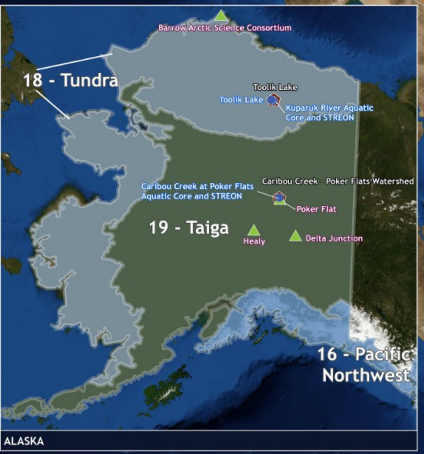 Barrow Arctic Science Consortium
18 - Tundra
Toolik Lake
Toolik Lake
Kuparuk River Aquatic
Core and STREON
Caribou Creek - Poker Flats Watershed
Caribou Creek at Poker Flats
Aquatic Core and STREON
Poker Flat
19 - Taiga
Healy
Delta Junction
16 - Pacific
Northwest
ALASKA